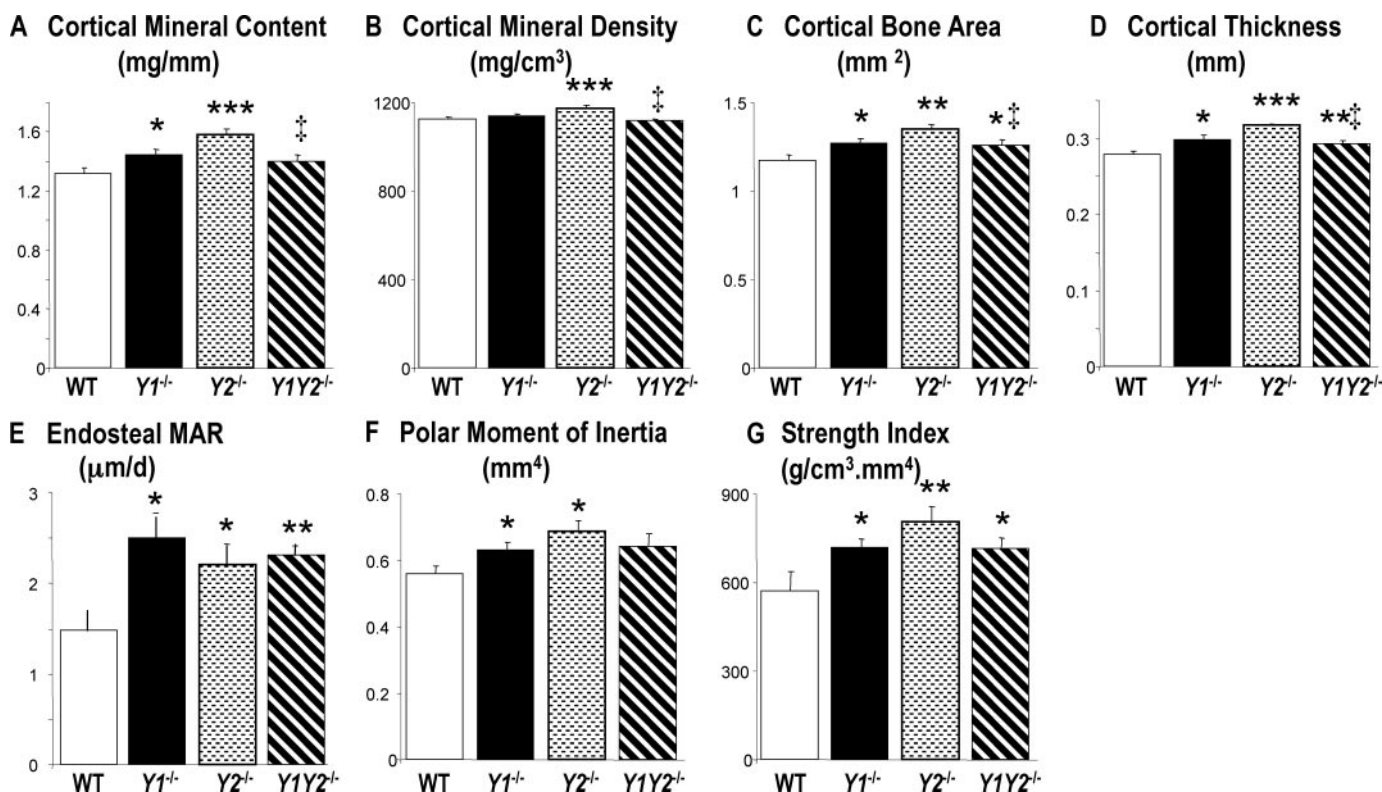 A Cortical Mineral Content
(mg/mm)
***
*
‡
1.6
1.2
0.8
0.4
0
WT Y1-/- Y2-/- Y1Y2-/-
B Cortical Mineral Density
(mg/cm³)
***
‡
1200
800
400
0
WT Y1-/- Y2-/- Y1Y2-/-
C Cortical Bone Area
(mm ²)
**
*
*‡
1.5
1
0.5
0
WT Y1-/- Y2-/- Y1Y2-/-
D Cortical Thickness
(mm)
***
*
**‡
0.3
0.2
0.1
0
WT Y1-/- Y2-/- Y1Y2-/-
E Endosteal MAR
(µm/d)
*
*
**
3
2
1
0
WT Y1-/- Y2-/- Y1Y2-/-
F Polar Moment of Inertia
(mm⁴)
*
*
0.8
0.6
0.4
0.2
0
WT Y1-/- Y2-/- Y1Y2-/-
G Strength Index
(g/cm³.mm⁴)
**
*
*
900
600
300
0
WT Y1-/- Y2-/- Y1Y2-/-